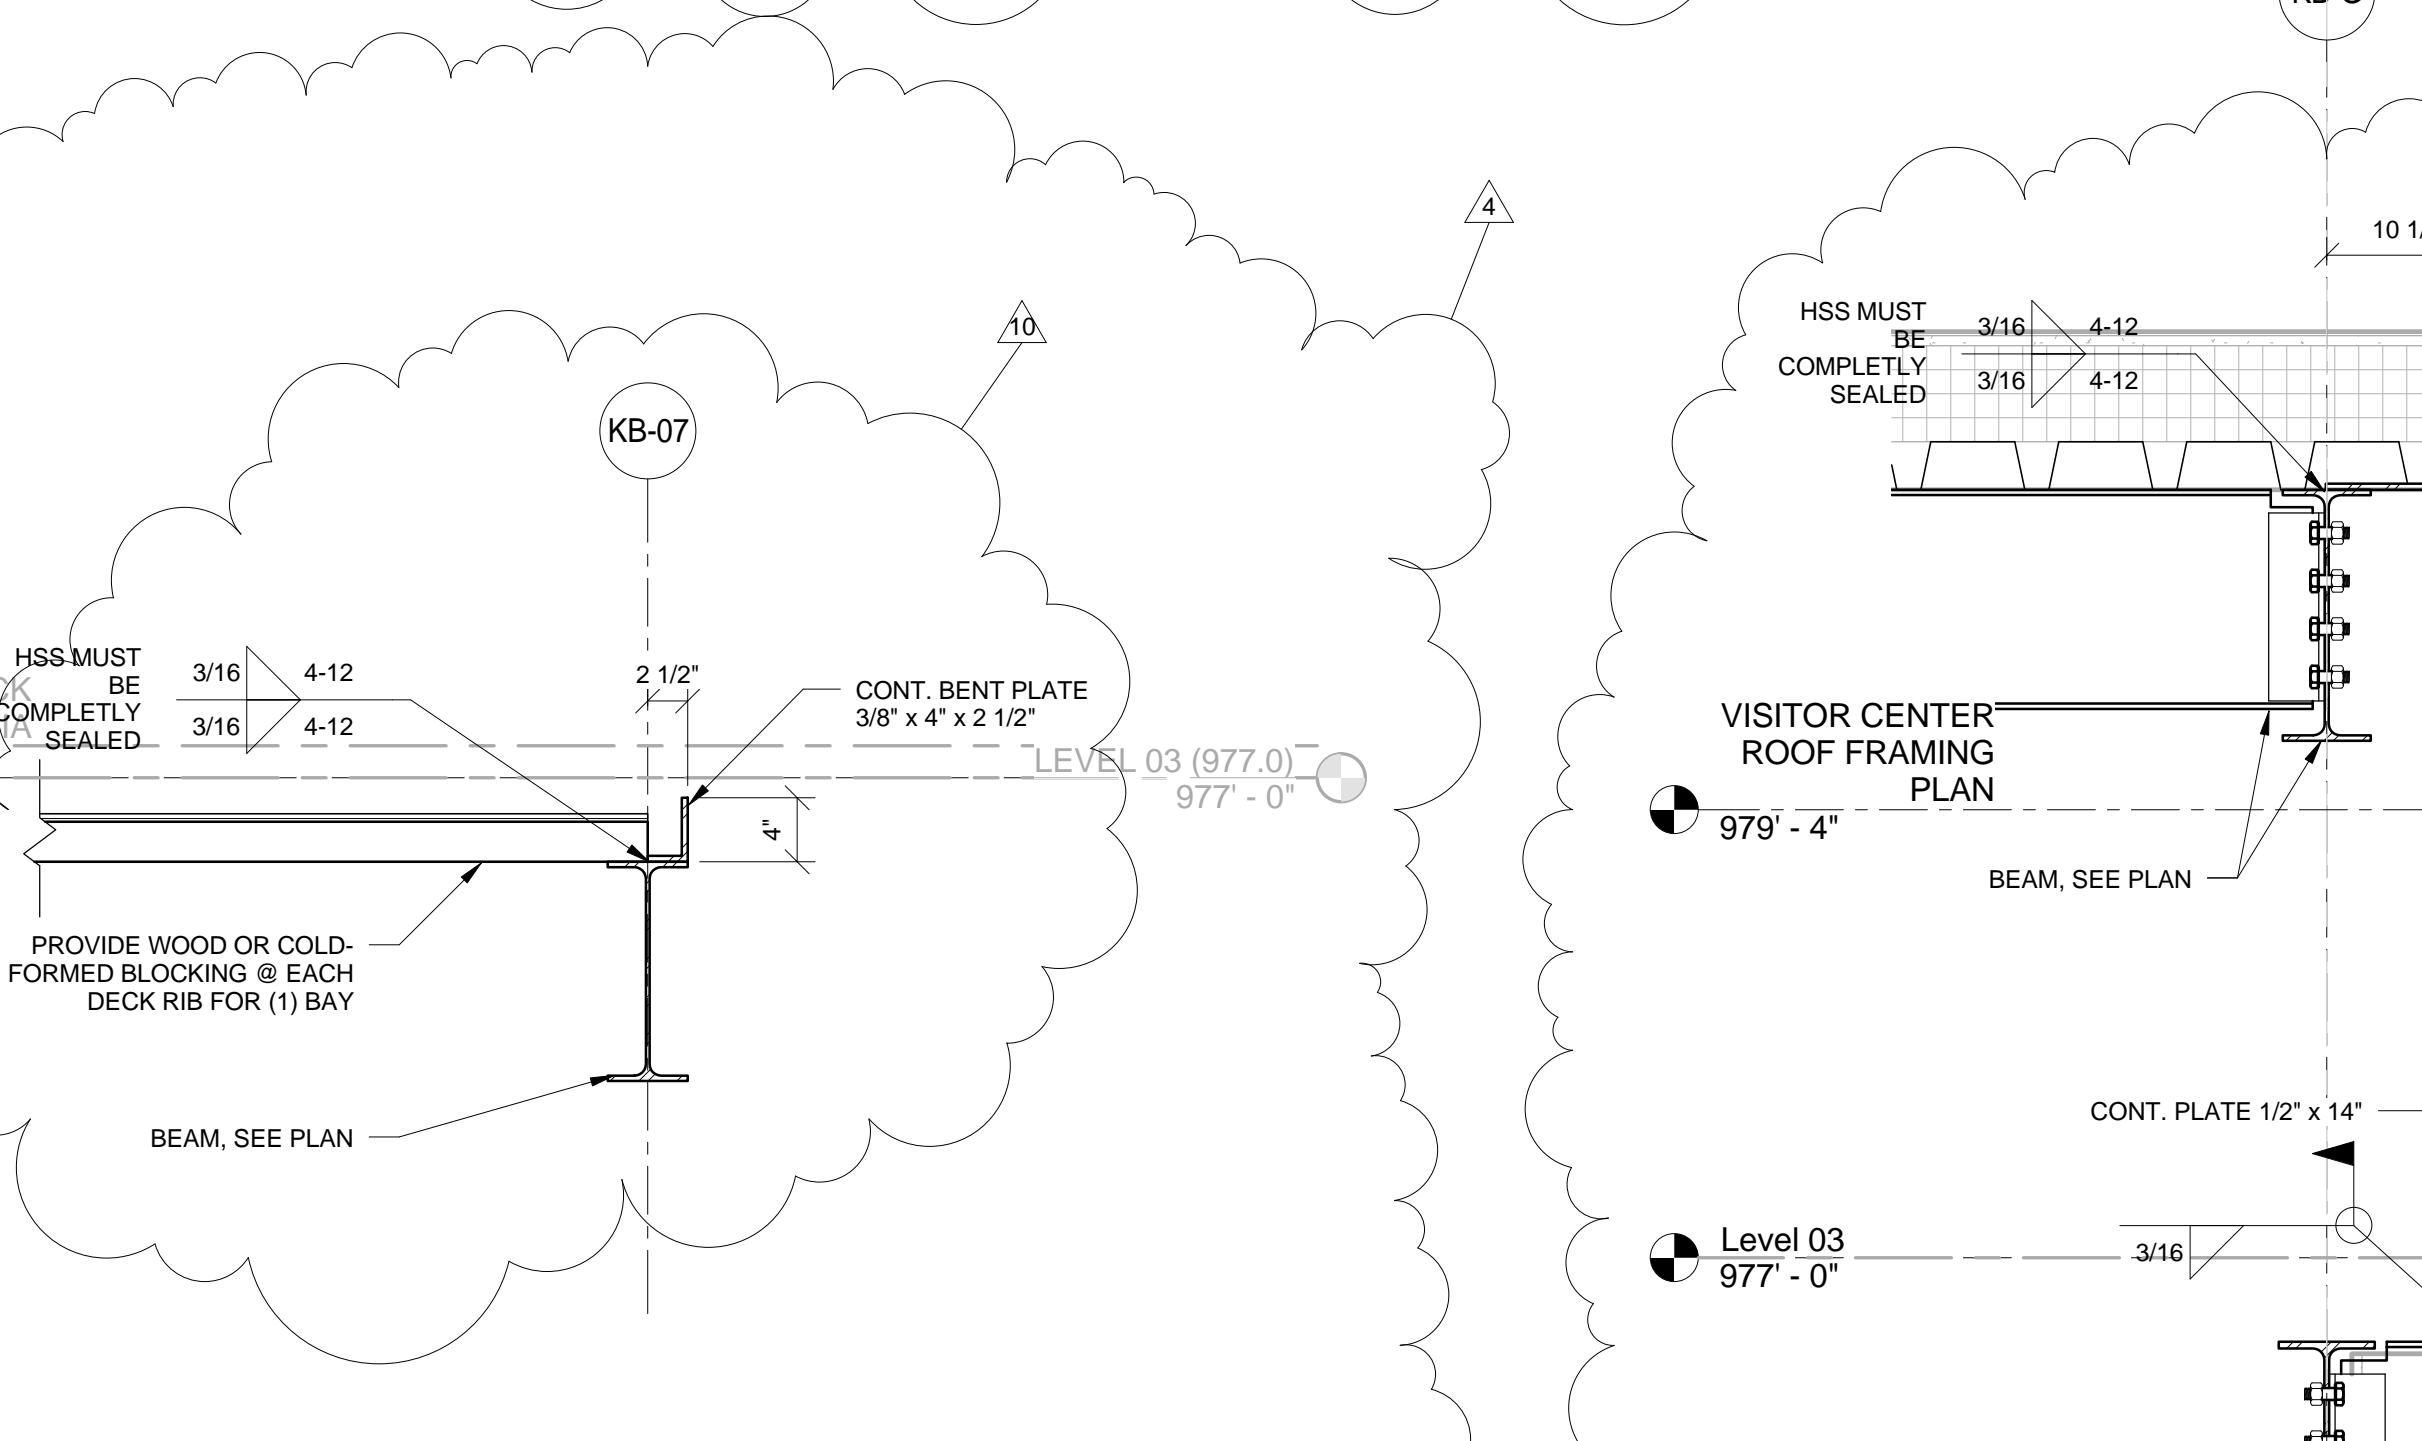 4
10
KB-07
HSS MUST
BE
COMPLETLY
SEALED
3/16
4-12
3/16
4-12
2 1/2"
CONT. BENT PLATE
3/8" x 4" x 2 1/2"
LEVEL 03 (977.0)
977' - 0"
4"
PROVIDE WOOD OR COLD-
FORMED BLOCKING @ EACH
DECK RIB FOR (1) BAY
BEAM, SEE PLAN
10 1/
HSS MUST
BE
COMPLETLY
SEALED
3/16
4-12
3/16
4-12
VISITOR CENTER
ROOF FRAMING
PLAN
979' - 4"
BEAM, SEE PLAN
CONT. PLATE 1/2" x 14"
3/16
Level 03
977' - 0"